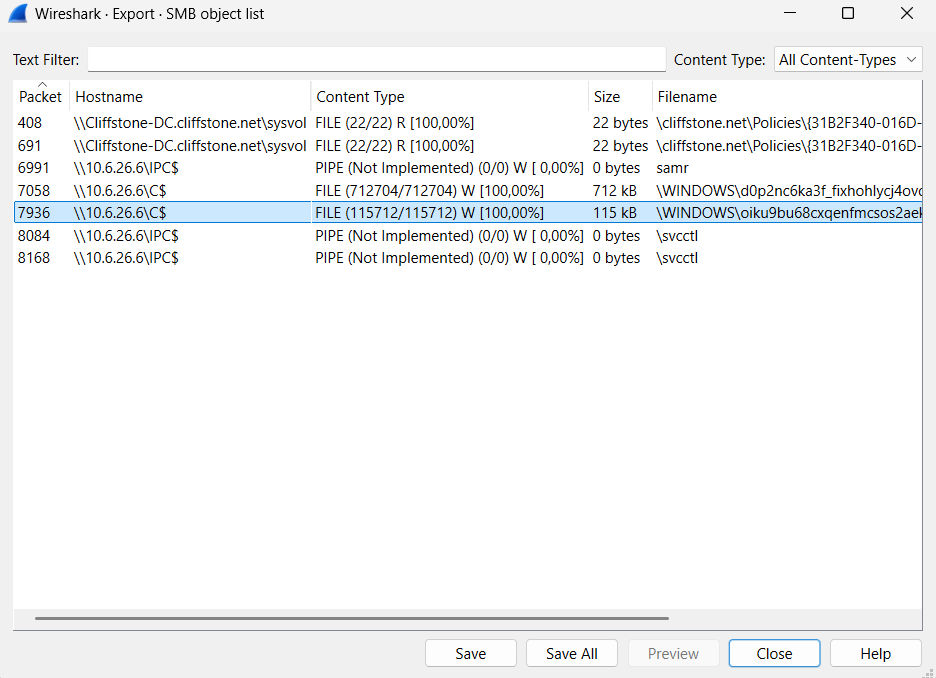 Wireshark · Export · SMB object list
Text Filter: Content Type: All Content-Types
Packet Hostname Content Type Size Filename
408 \\Cliffstone-DC.cliffstone.net\sysvol FILE (22/22) R [100,00%] 22 bytes \cliffstone.net\Policies\{31B2F340-016D-
691 \\Cliffstone-DC.cliffstone.net\sysvol FILE (22/22) R [100,00%] 22 bytes \cliffstone.net\Policies\{31B2F340-016D-
6991 \\10.6.26.6\IPC$ PIPE (Not Implemented) (0/0) W [ 0,00%] 0 bytes samr
7058 \\10.6.26.6\C$ FILE (712704/712704) W [100,00%] 712 kB \WINDOWS\d0p2nc6ka3f_fixhohlycj4ovc
7936 \\10.6.26.6\C$ FILE (115712/115712) W [100,00%] 115 kB \WINDOWS\oiku9bu68cxqenfmcsos2aek
8084 \\10.6.26.6\IPC$ PIPE (Not Implemented) (0/0) W [ 0,00%] 0 bytes \svcctl
8168 \\10.6.26.6\IPC$ PIPE (Not Implemented) (0/0) W [ 0,00%] 0 bytes \svcctl
Save Save All Preview Close Help